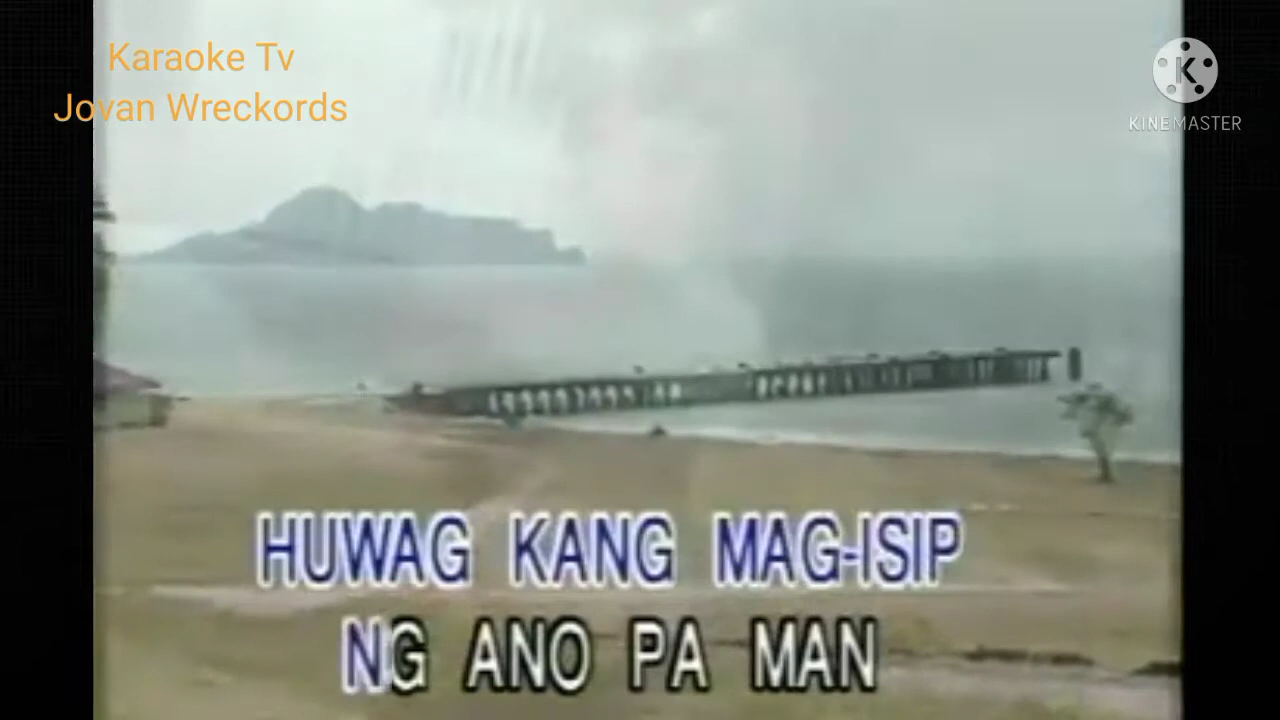 Karaoke Tv
Jovan Wreckords
K
KINEMASTER
HUWAG KANG MAG-ISIP
NG ANO PA MAN